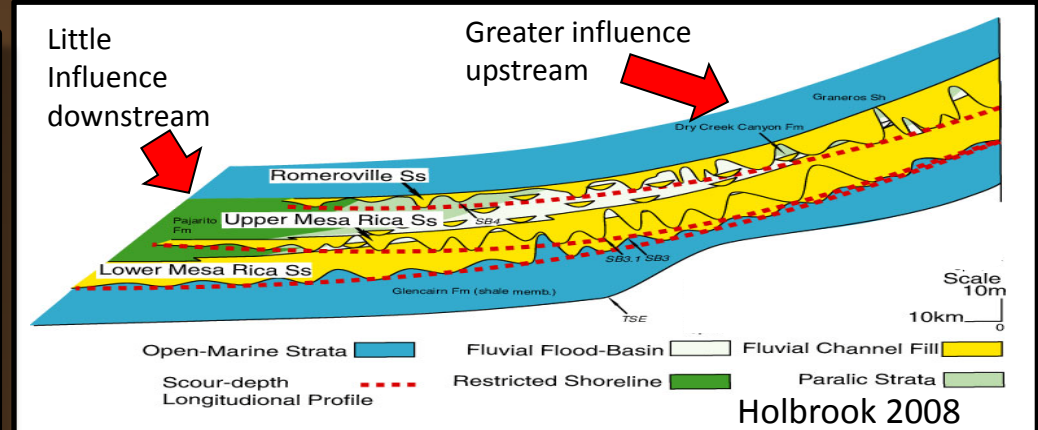 Little
Influence
downstream
Greater influence
upstream
Graneros Sh
Dry Creek Canyon Fm
Romeroville Ss
SB4
Pajarito
Fm
Upper Mesa Rica Ss
SB3.1 SB3
Lower Mesa Rica Ss
Glencairn Fm (shale memb.)
TSE
Scale
10m
10km
0
Open-Marine Strata
Fluvial Flood-Basin
Fluvial Channel Fill
Scour-depth
Longitudinal Profile
Restricted Shoreline
Paralic Strata
Holbrook 2008